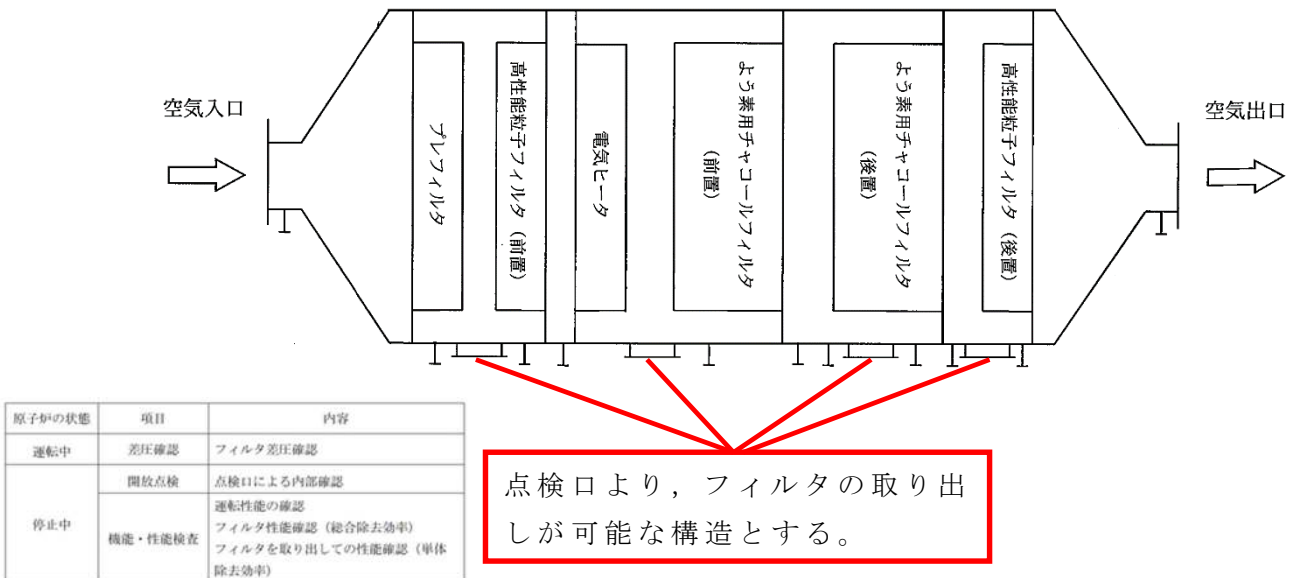 空気入口
プレフィルタ
高性能粒子フィルタ（前置）
電気ヒータ
よう素用チャコールフィルタ
（前置）
よう素用チャコールフィルタ
（後置）
高性能粒子フィルタ（後置）
空気出口
原子炉の状態 項目 内容
運転中 差圧確認 フィルタ差圧確認
停止中 開放点検 点検口による内部確認
機能・性能検査 運転性能の確認
フィルタ性能確認（総合除去効率）
フィルタを取り出しての性能確認（単体
除去効率）
点検口より，フィルタの取り出
しが可能な構造とする。